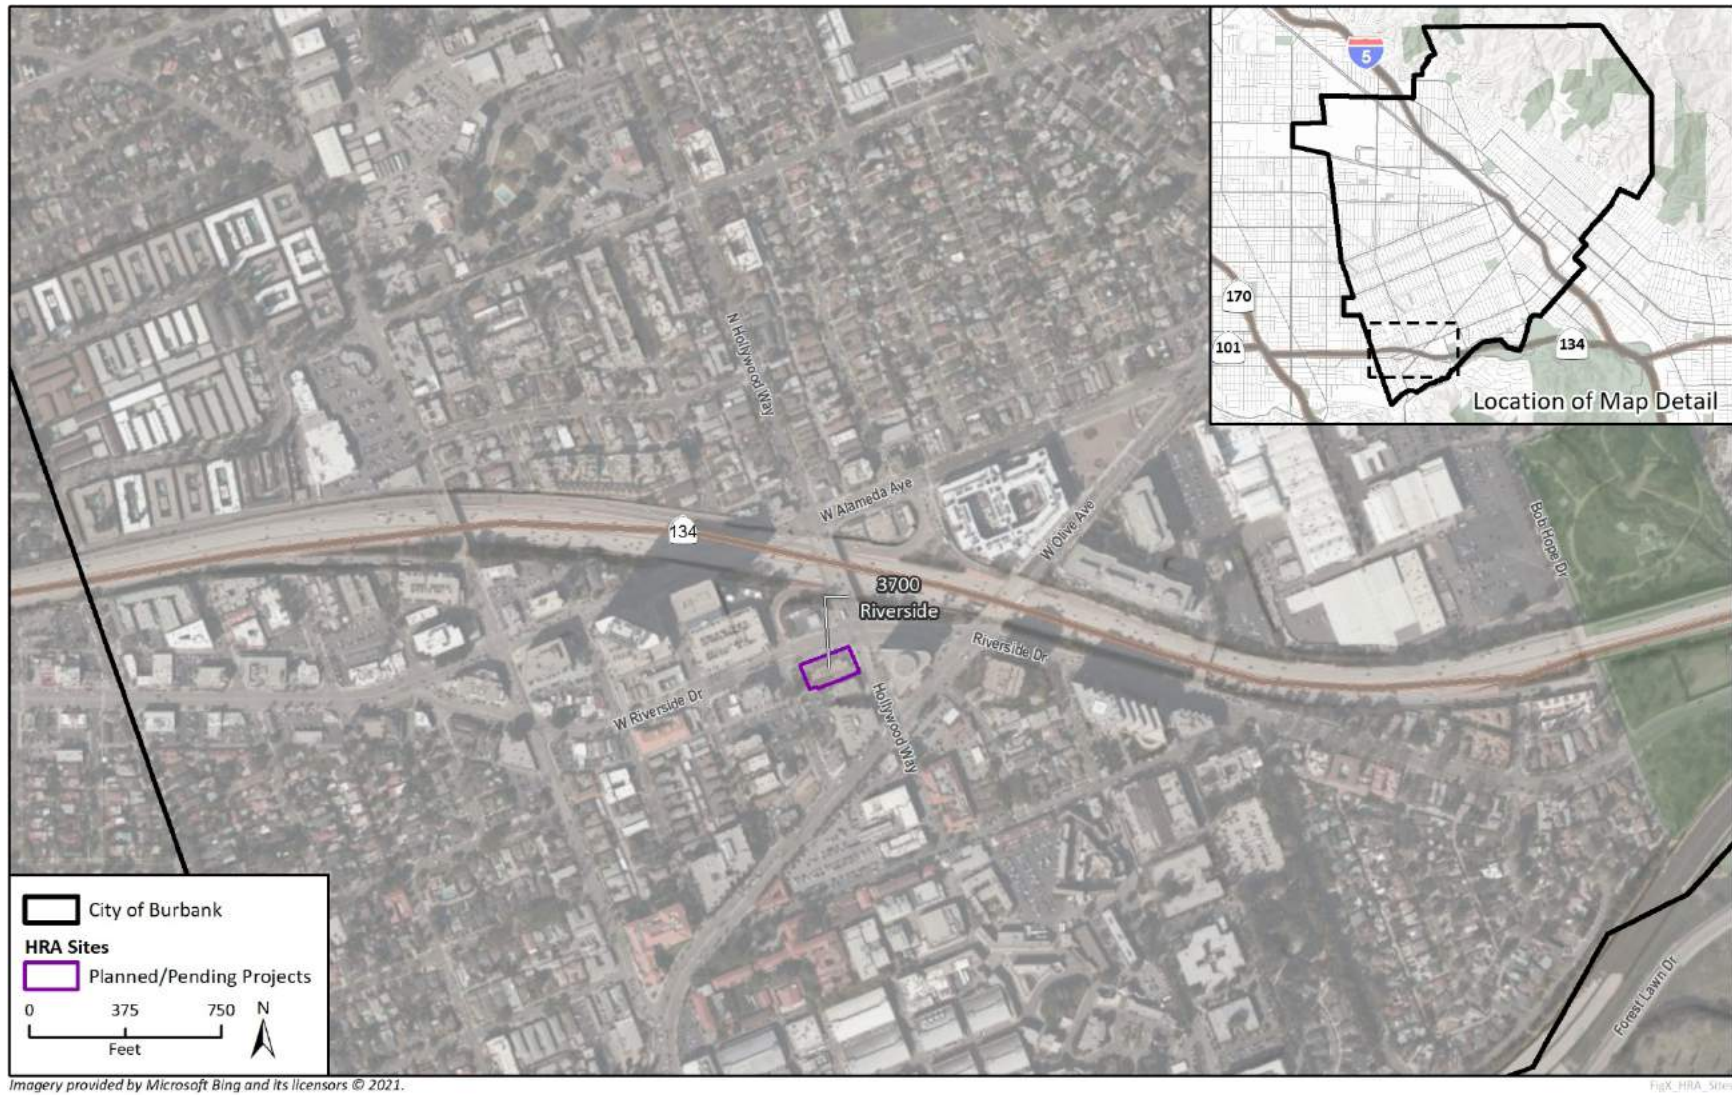 5
170
101
134
Location of Map Detail
N Hollywood Way
W Alameda Ave
W Olive Ave
Bob Hope Dr
134
3700
Riverside
Riverside Dr
W Riverside Dr
Hollywood Way
Forest Lawn Dr
City of Burbank
HRA Sites
Planned/Pending Projects
0 375 750
Feet
N
Imagery provided by Microsoft Bing and its licensors © 2021.
FigX_HRA_Sites